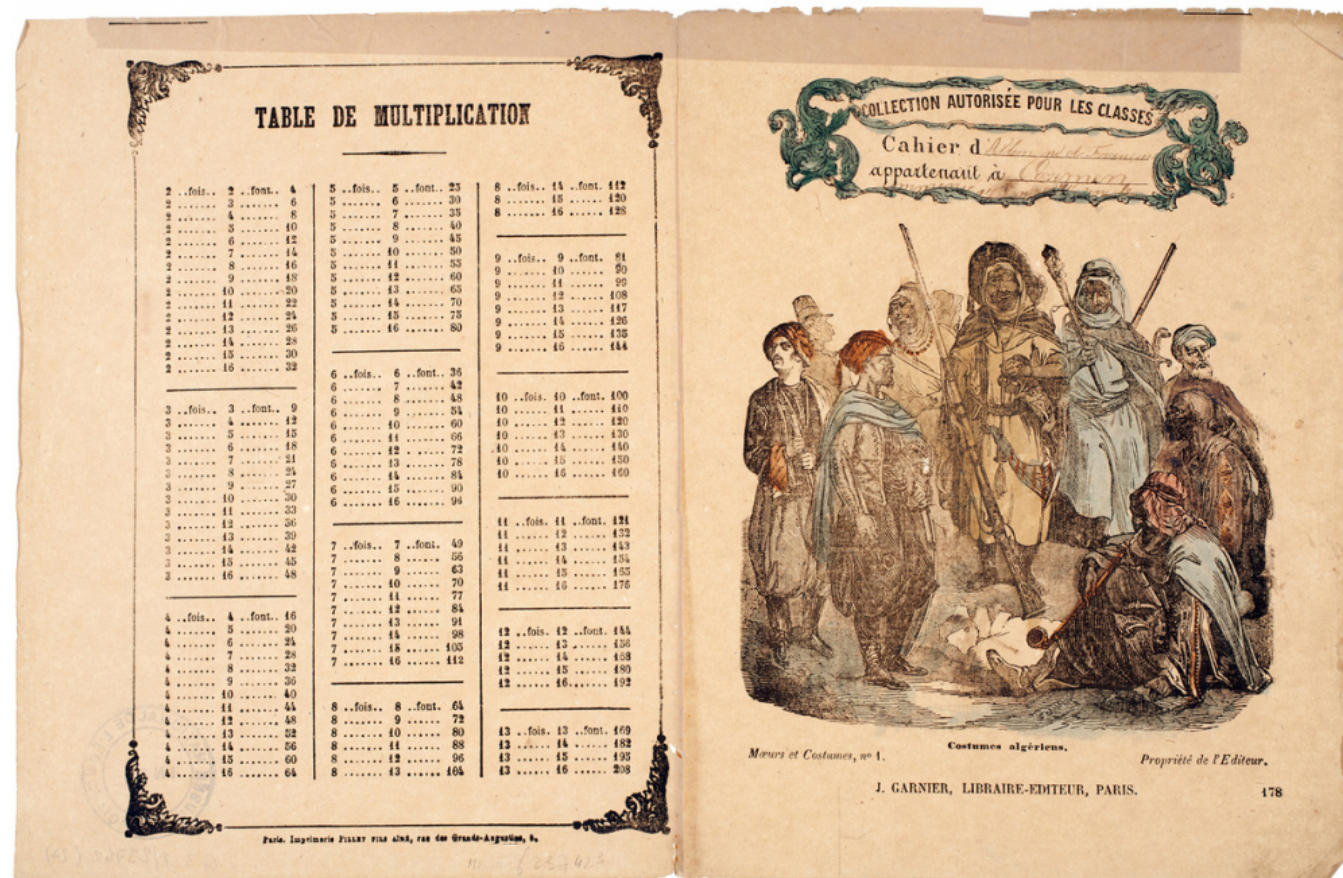 TABLE DE MULTIPLICATION
2 ..fois.. 2 ..font.. 4
2 ....... 3 ....... 6
2 ....... 4 ....... 8
2 ....... 5 ....... 10
2 ....... 6 ....... 12
2 ....... 7 ....... 14
2 ....... 8 ....... 16
2 ....... 9 ....... 18
2 ....... 10 ....... 20
2 ....... 11 ....... 22
2 ....... 12 ....... 24
2 ....... 13 ....... 26
2 ....... 14 ....... 28
2 ....... 15 ....... 30
2 ....... 16 ....... 32
3 ..fois.. 3 ..font.. 9
3 ....... 4 ....... 12
3 ....... 5 ....... 15
3 ....... 6 ....... 18
3 ....... 7 ....... 21
3 ....... 8 ....... 24
3 ....... 9 ....... 27
3 ....... 10 ....... 30
3 ....... 11 ....... 33
3 ....... 12 ....... 36
3 ....... 13 ....... 39
3 ....... 14 ....... 42
3 ....... 15 ....... 45
3 ....... 16 ....... 48
4 ..fois.. 4 ..font.. 16
4 ....... 5 ....... 20
4 ....... 6 ....... 24
4 ....... 7 ....... 28
4 ....... 8 ....... 32
4 ....... 9 ....... 36
4 ....... 10 ....... 40
4 ....... 11 ....... 44
4 ....... 12 ....... 48
4 ....... 13 ....... 52
4 ....... 14 ....... 56
4 ....... 15 ....... 60
4 ....... 16 ....... 64
5 ..fois.. 5 ..font.. 25
5 ....... 6 ....... 30
5 ....... 7 ....... 35
5 ....... 8 ....... 40
5 ....... 9 ....... 45
5 ....... 10 ....... 50
5 ....... 11 ....... 55
5 ....... 12 ....... 60
5 ....... 13 ....... 65
5 ....... 14 ....... 70
5 ....... 15 ....... 75
5 ....... 16 ....... 80
6 ..fois.. 6 ..font.. 36
6 ....... 7 ....... 42
6 ....... 8 ....... 48
6 ....... 9 ....... 54
6 ....... 10 ....... 60
6 ....... 11 ....... 66
6 ....... 12 ....... 72
6 ....... 13 ....... 78
6 ....... 14 ....... 84
6 ....... 15 ....... 90
6 ....... 16 ....... 96
7 ..fois.. 7 ..font. 49
7 ....... 8 ...... 56
7 ....... 9 ...... 63
7 ....... 10 ...... 70
7 ....... 11 ...... 77
7 ....... 12 ...... 84
7 ....... 13 ...... 91
7 ....... 14 ...... 98
7 ....... 18 ...... 105
7 ....... 16 ...... 112
8 ..fois.. 8 ..font. 64
8 ....... 9 ...... 72
8 ....... 10 ...... 80
8 ....... 11 ...... 88
8 ....... 12 ...... 96
8 ....... 13 ...... 104
8 ..fois. 14 ..font. 112
8 ...... 15 ...... 120
8 ...... 16 ...... 128
9 ..fois. 9 ..font. 81
9 ...... 10 ...... 90
9 ...... 11 ...... 99
9 ...... 12 ...... 108
9 ...... 13 ...... 117
9 ...... 14 ...... 126
9 ...... 15 ...... 135
9 ...... 16 ...... 144
10 ..fois. 10 ..font. 100
10 ...... 11 ...... 110
10 ...... 12 ...... 120
10 ...... 13 ...... 130
10 ...... 14 ...... 140
10 ...... 15 ...... 150
10 ...... 16 ...... 160
11 ..fois. 11 ..font. 121
11 ...... 12 ...... 132
11 ...... 13 ...... 143
11 ...... 14 ...... 154
11 ...... 15 ...... 165
11 ...... 16 ...... 176
12 ..fois. 12 ..font. 144
12 ...... 13 ...... 156
12 ...... 14 ...... 168
12 ...... 15 ...... 180
12 ...... 16...... 192
13 ..fois. 13 ..font. 169
13 ...... 14 ...... 182
13 ...... 15 ...... 195
13 ...... 16 ...... 208
Paris. Imprimerie PILLET FILS AÎNÉ, rue des Grands-Augustins, 5.
COLLECTION AUTORISÉE POUR LES CLASSES
Cahier d'
appartenant à
Costumes algériens.
Mœurs et Costumes, nº 1.
Propriété de l'Editeur.
J. GARNIER, LIBRAIRE-EDITEUR, PARIS.
178